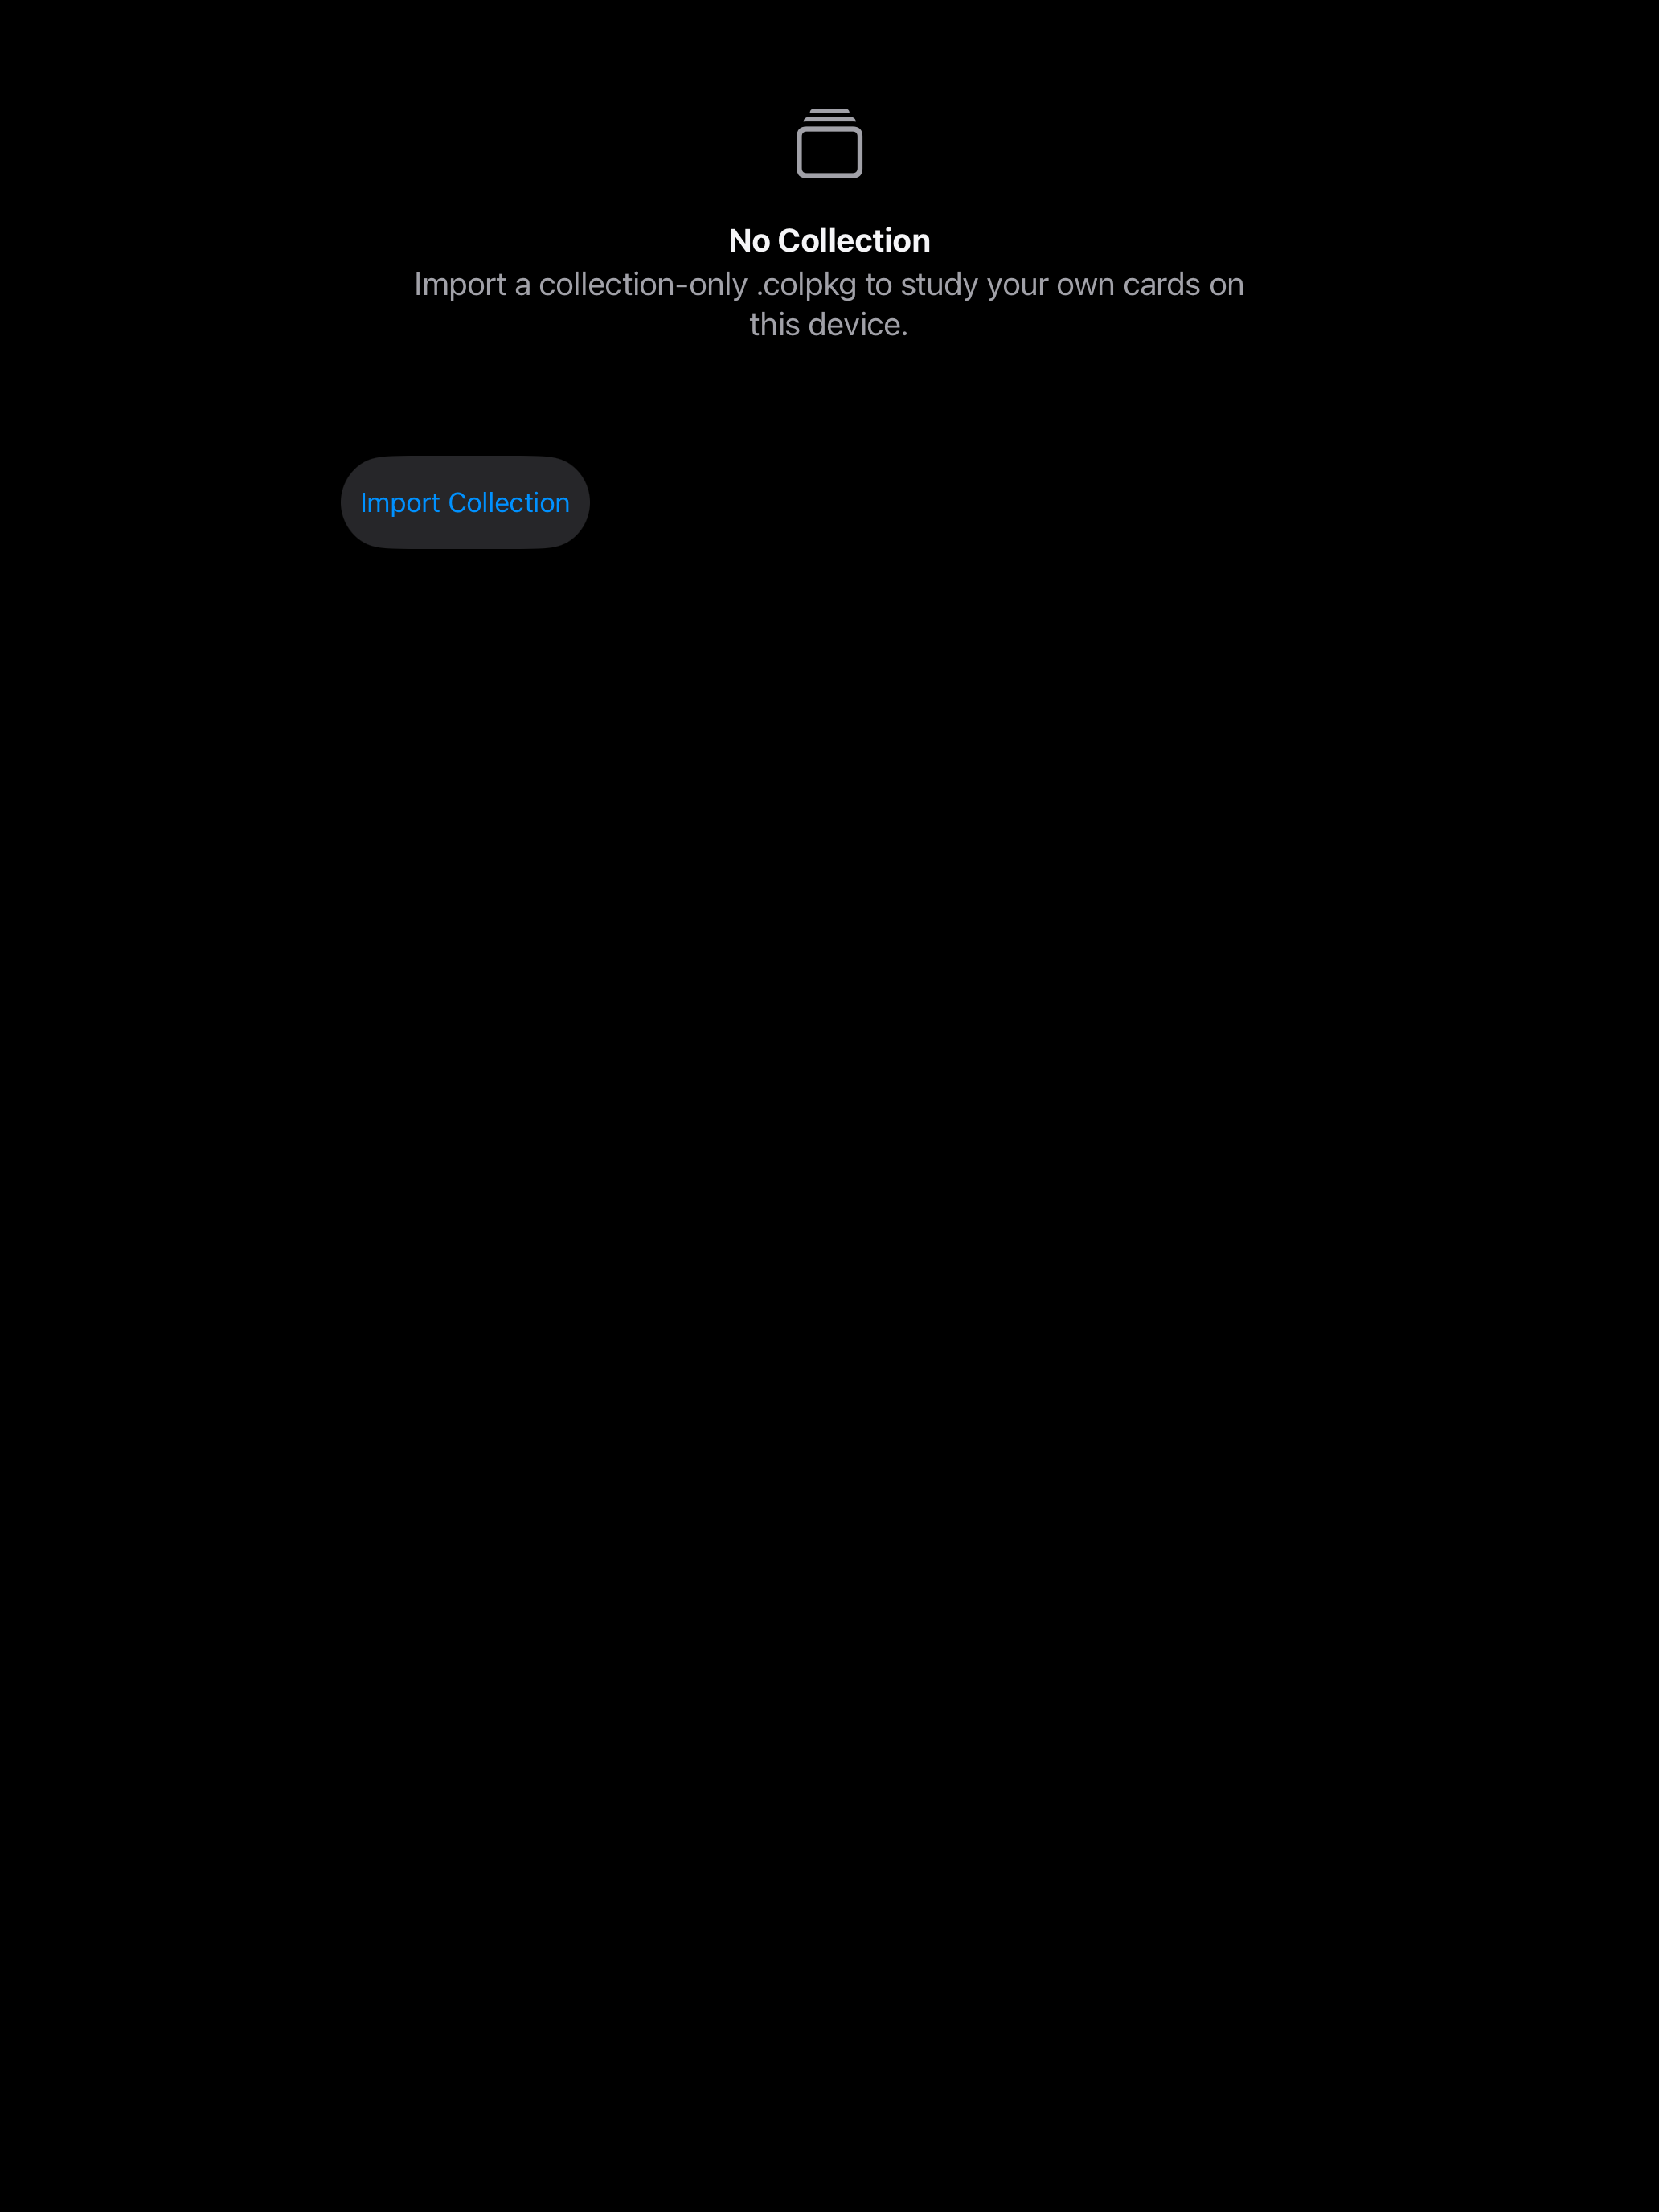 No Collection
Import a collection-only .colpkg to study your own cards on
this device.
Import Collection